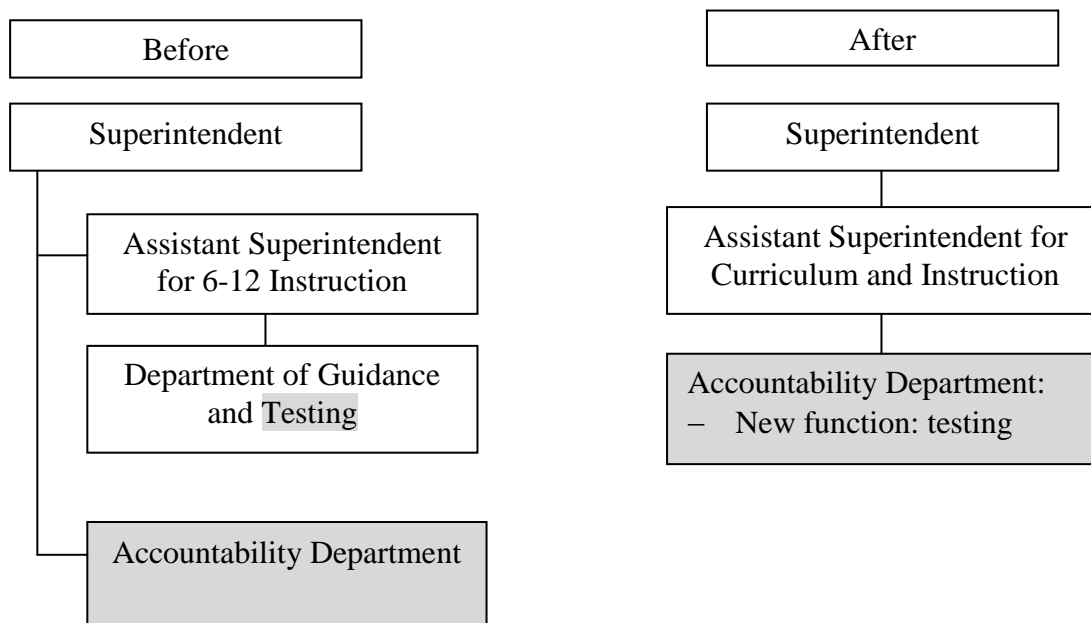 Before
Superintendent
Assistant Superintendent
for 6-12 Instruction
Department of Guidance
and Testing
Accountability Department
After
Superintendent
Assistant Superintendent for
Curriculum and Instruction
Accountability Department:
– New function: testing